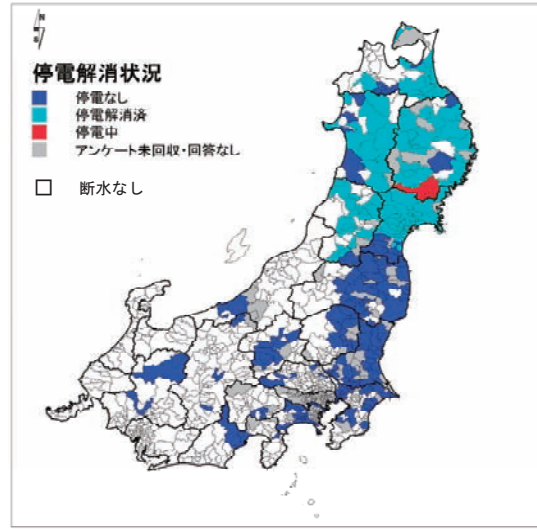 N
停電解消状況
停電なし
停電解消済
停電中
アンケート未回収・回答なし
断水なし